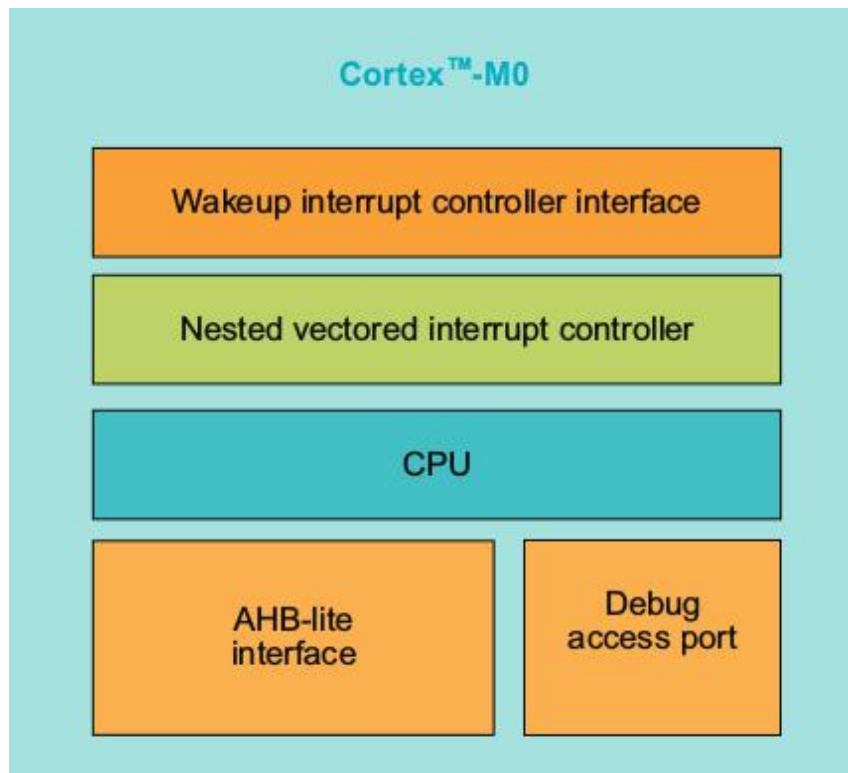 Cortex™-M0
Wakeup interrupt controller interface
Nested vectored interrupt controller
CPU
AHB-lite
interface
Debug
access port